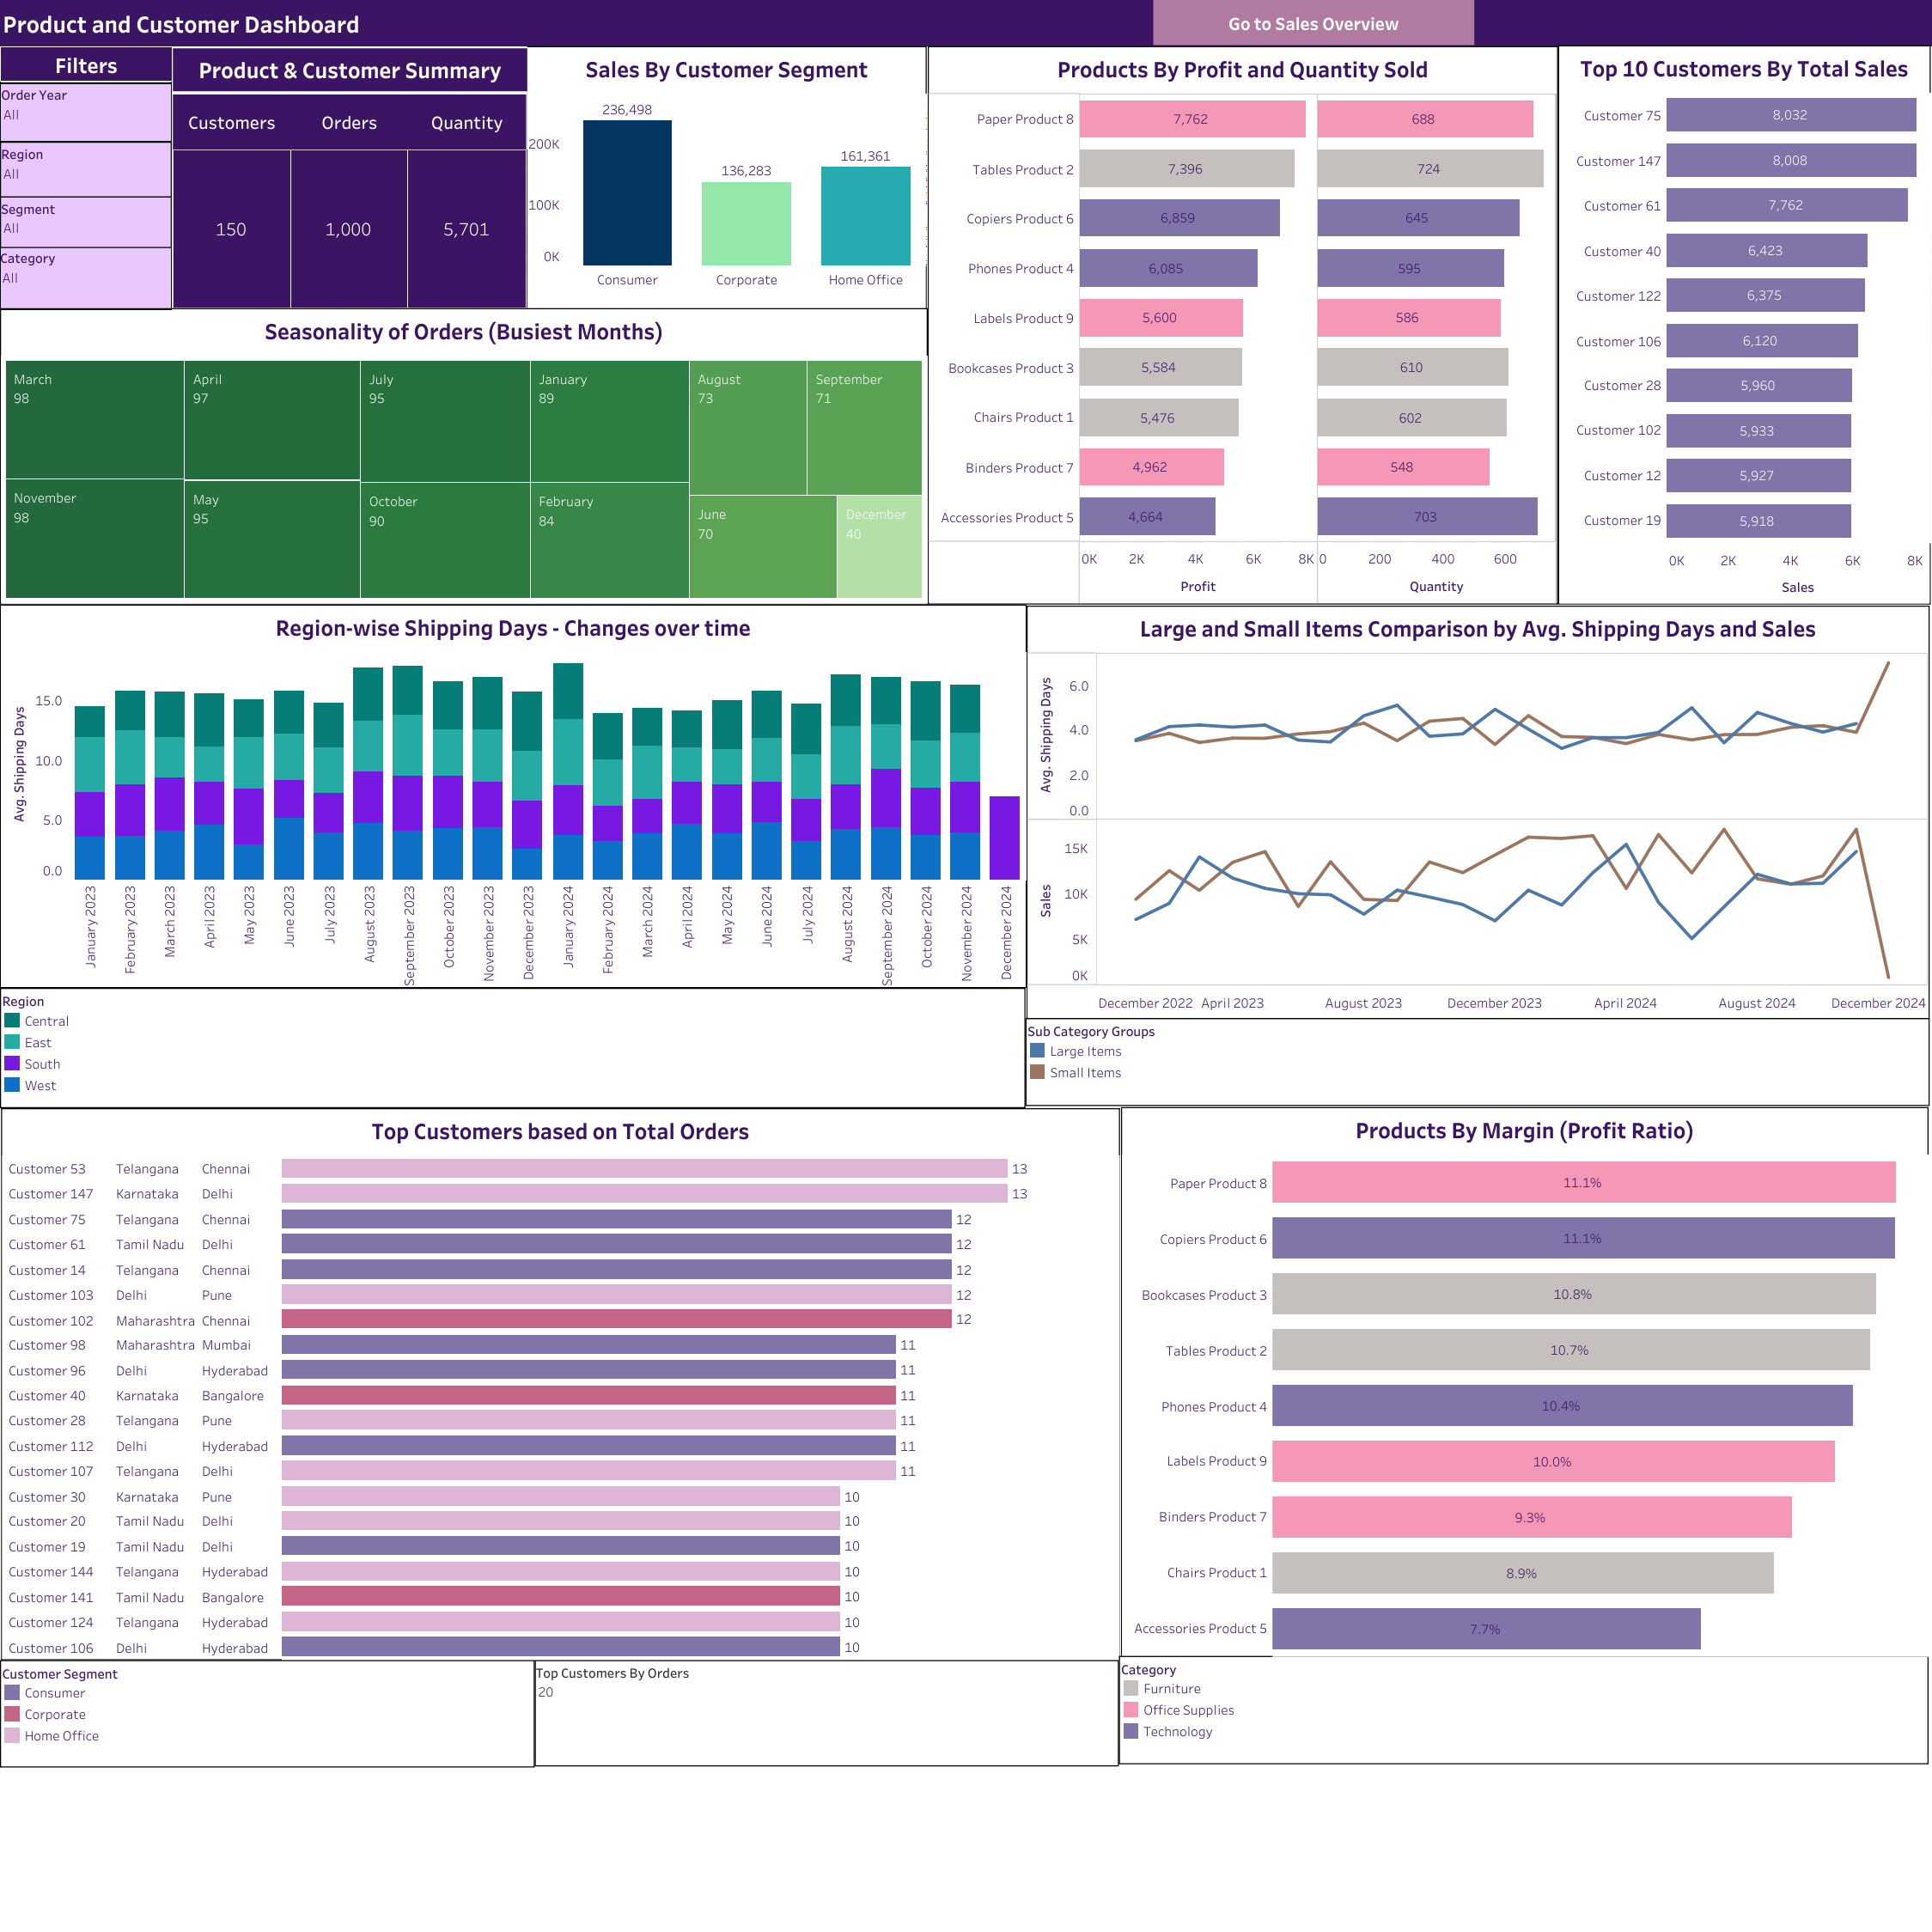 Product and Customer Dashboard
Go to Sales Overview
Filters
Order Year
All
Region
All
Segment
All
Category
All
Product & Customer Summary
Customers Orders Quantity
150 1,000 5,701
Sales By Customer Segment
236,498
136,283
161,361
200K
100K
0K
Consumer Corporate Home Office
Products By Profit and Quantity Sold
Paper Product 8 7,762 688
Tables Product 2 7,396 724
Copiers Product 6 6,859 645
Phones Product 4 6,085 595
Labels Product 9 5,600 586
Bookcases Product 3 5,584 610
Chairs Product 1 5,476 602
Binders Product 7 4,962 548
Accessories Product 5 4,664 703
0K 2K 4K 6K 8K 0 200 400 600
Profit Quantity
Top 10 Customers By Total Sales
Customer 75 8,032
Customer 147 8,008
Customer 61 7,762
Customer 40 6,423
Customer 122 6,375
Customer 106 6,120
Customer 28 5,960
Customer 102 5,933
Customer 12 5,927
Customer 19 5,918
0K 2K 4K 6K 8K
Sales
Seasonality of Orders (Busiest Months)
March
98
April
97
July
95
January
89
August
73
September
71
November
98
May
95
October
90
February
84
June
70
December
40
Region-wise Shipping Days - Changes over time
Avg. Shipping Days
15.0
10.0
5.0
0.0
January 2023
February 2023
March 2023
April 2023
May 2023
June 2023
July 2023
August 2023
September 2023
October 2023
November 2023
December 2023
January 2024
February 2024
March 2024
April 2024
May 2024
June 2024
July 2024
August 2024
September 2024
October 2024
November 2024
December 2024
Region
Central
East
South
West
Large and Small Items Comparison by Avg. Shipping Days and Sales
Avg. Shipping Days
6.0
4.0
2.0
0.0
Sales
15K
10K
5K
0K
December 2022 April 2023 August 2023 December 2023 April 2024 August 2024 December 2024
Sub Category Groups
Large Items
Small Items
Top Customers based on Total Orders
Customer 53 Telangana Chennai 13
Customer 147 Karnataka Delhi 13
Customer 75 Telangana Chennai 12
Customer 61 Tamil Nadu Delhi 12
Customer 14 Telangana Chennai 12
Customer 103 Delhi Pune 12
Customer 102 Maharashtra Chennai 12
Customer 98 Maharashtra Mumbai 11
Customer 96 Delhi Hyderabad 11
Customer 40 Karnataka Bangalore 11
Customer 28 Telangana Pune 11
Customer 112 Delhi Hyderabad 11
Customer 107 Telangana Delhi 11
Customer 30 Karnataka Pune 10
Customer 20 Tamil Nadu Delhi 10
Customer 19 Tamil Nadu Delhi 10
Customer 144 Telangana Hyderabad 10
Customer 141 Tamil Nadu Bangalore 10
Customer 124 Telangana Hyderabad 10
Customer 106 Delhi Hyderabad 10
Customer Segment
Consumer
Corporate
Home Office
Top Customers By Orders
20
Products By Margin (Profit Ratio)
Paper Product 8 11.1%
Copiers Product 6 11.1%
Bookcases Product 3 10.8%
Tables Product 2 10.7%
Phones Product 4 10.4%
Labels Product 9 10.0%
Binders Product 7 9.3%
Chairs Product 1 8.9%
Accessories Product 5 7.7%
Category
Furniture
Office Supplies
Technology